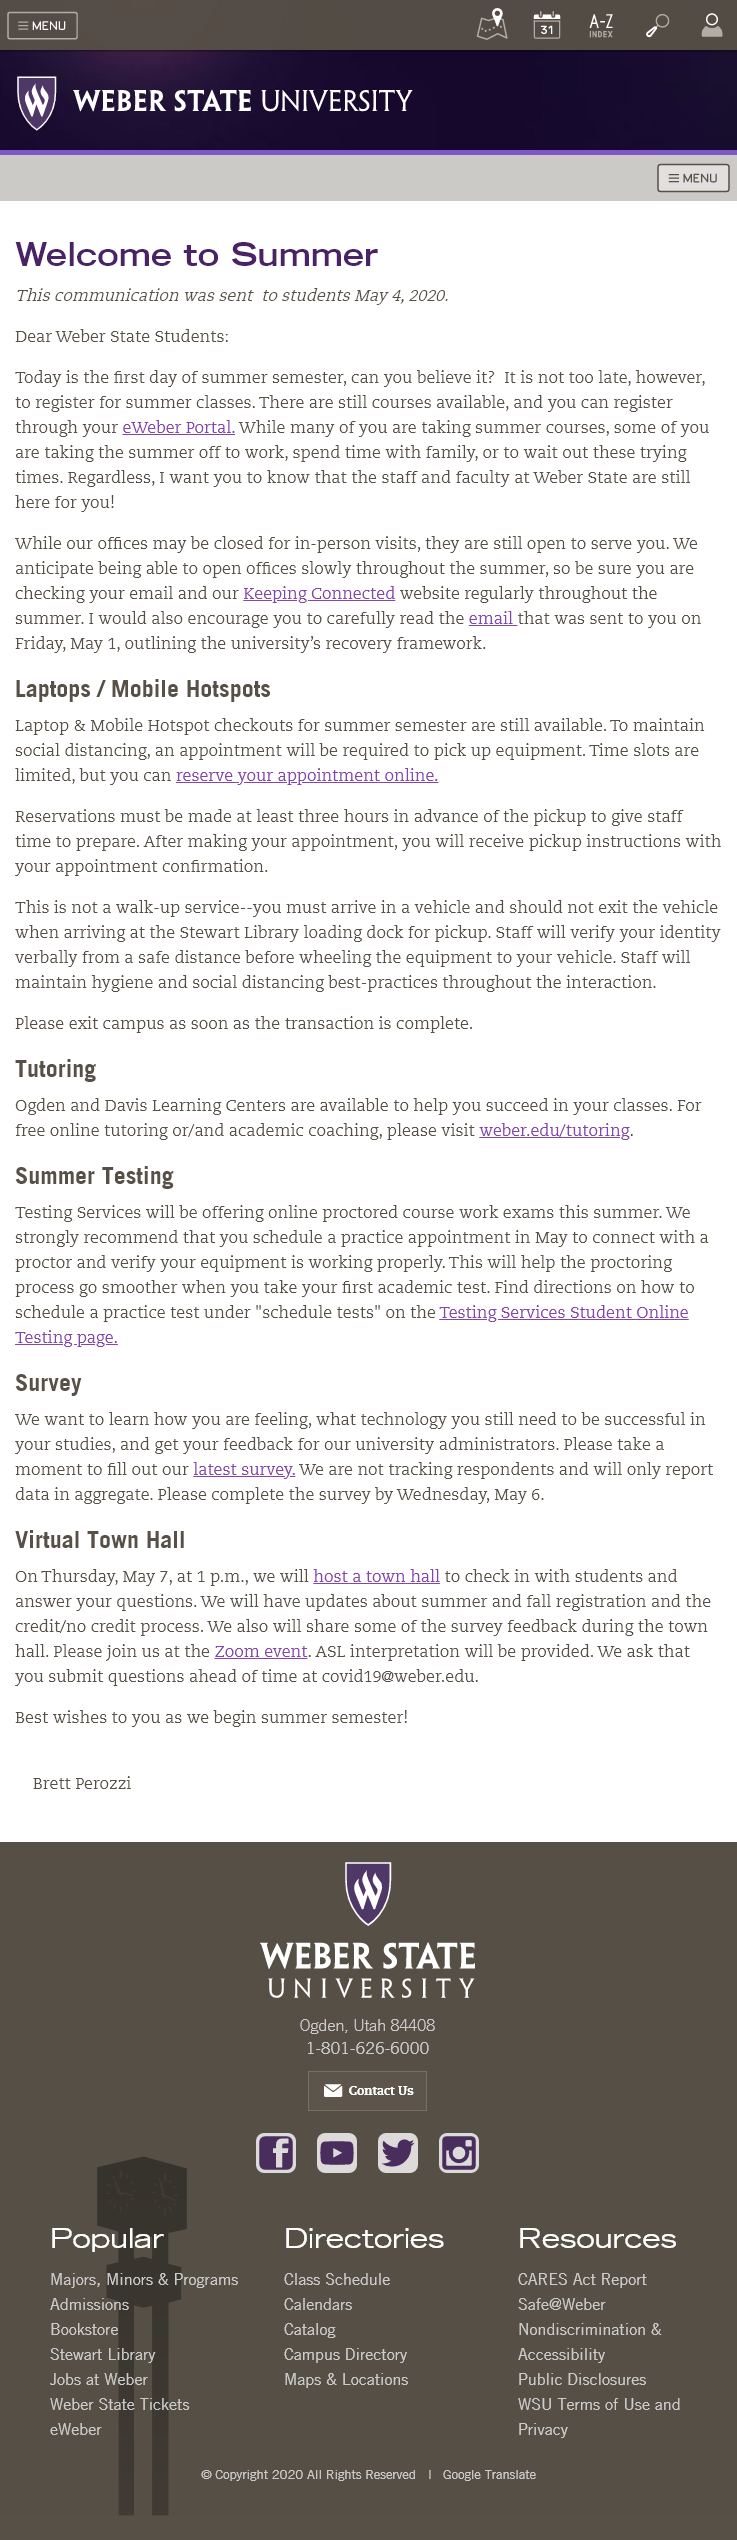 MENU
31
A-Z
INDEX
WEBER STATE UNIVERSITY
MENU
Welcome to Summer
This communication was sent  to students May 4, 2020.
Dear Weber State Students:
Today is the first day of summer semester, can you believe it?  It is not too late, however,
to register for summer classes. There are still courses available, and you can register
through your eWeber Portal. While many of you are taking summer courses, some of you
are taking the summer off to work, spend time with family, or to wait out these trying
times. Regardless, I want you to know that the staff and faculty at Weber State are still
here for you!
While our offices may be closed for in-person visits, they are still open to serve you. We
anticipate being able to open offices slowly throughout the summer, so be sure you are
checking your email and our Keeping Connected website regularly throughout the
summer. I would also encourage you to carefully read the email that was sent to you on
Friday, May 1, outlining the university’s recovery framework.
Laptops / Mobile Hotspots
Laptop & Mobile Hotspot checkouts for summer semester are still available. To maintain
social distancing, an appointment will be required to pick up equipment. Time slots are
limited, but you can reserve your appointment online.
Reservations must be made at least three hours in advance of the pickup to give staff
time to prepare. After making your appointment, you will receive pickup instructions with
your appointment confirmation.
This is not a walk-up service--you must arrive in a vehicle and should not exit the vehicle
when arriving at the Stewart Library loading dock for pickup. Staff will verify your identity
verbally from a safe distance before wheeling the equipment to your vehicle. Staff will
maintain hygiene and social distancing best-practices throughout the interaction.
Please exit campus as soon as the transaction is complete.
Tutoring
Ogden and Davis Learning Centers are available to help you succeed in your classes. For
free online tutoring or/and academic coaching, please visit weber.edu/tutoring.
Summer Testing
Testing Services will be offering online proctored course work exams this summer. We
strongly recommend that you schedule a practice appointment in May to connect with a
proctor and verify your equipment is working properly. This will help the proctoring
process go smoother when you take your first academic test. Find directions on how to
schedule a practice test under "schedule tests" on the Testing Services Student Online
Testing page.
Survey
We want to learn how you are feeling, what technology you still need to be successful in
your studies, and get your feedback for our university administrators. Please take a
moment to fill out our latest survey. We are not tracking respondents and will only report
data in aggregate. Please complete the survey by Wednesday, May 6.
Virtual Town Hall
On Thursday, May 7, at 1 p.m., we will host a town hall to check in with students and
answer your questions. We will have updates about summer and fall registration and the
credit/no credit process. We also will share some of the survey feedback during the town
hall. Please join us at the Zoom event. ASL interpretation will be provided. We ask that
you submit questions ahead of time at covid19@weber.edu.
Best wishes to you as we begin summer semester!
Brett Perozzi
WEBER STATE
UNIVERSITY
Ogden, Utah 84408
1-801-626-6000
Contact Us
Popular
Majors, Minors & Programs
Admissions
Bookstore
Stewart Library
Jobs at Weber
Weber State Tickets
eWeber
Directories
Class Schedule
Calendars
Catalog
Campus Directory
Maps & Locations
Resources
CARES Act Report
Safe@Weber
Nondiscrimination &
Accessibility
Public Disclosures
WSU Terms of Use and
Privacy
© Copyright 2020 All Rights Reserved | Google Translate